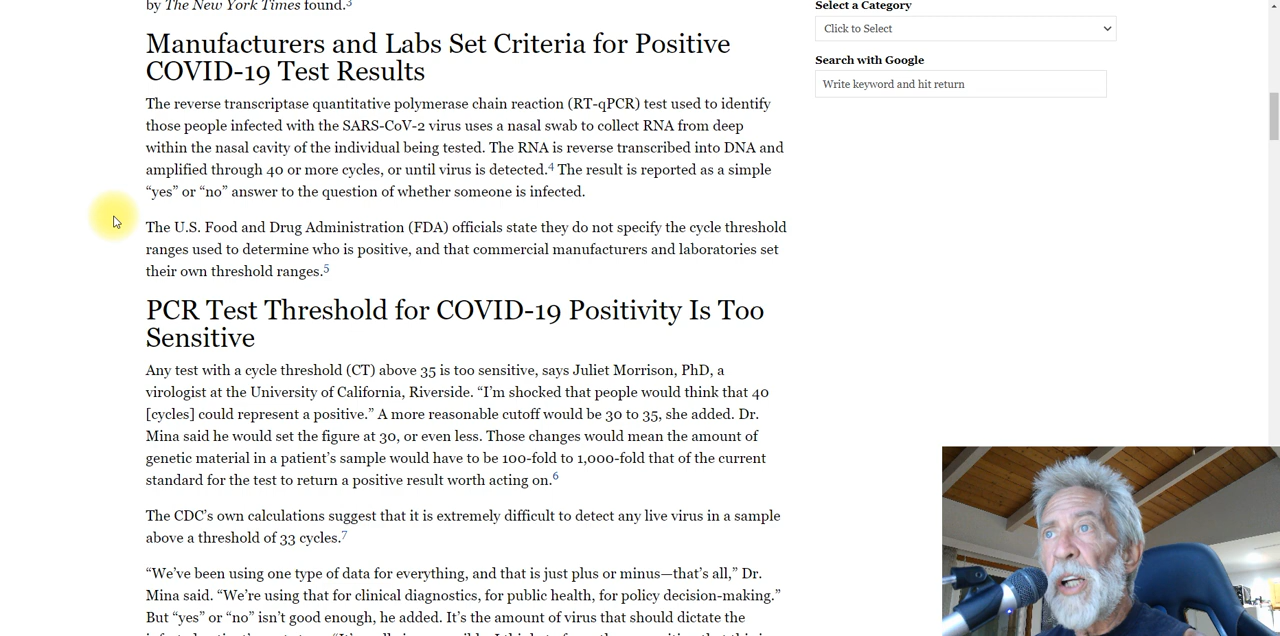 by The New York Times found.3
Manufacturers and Labs Set Criteria for Positive
COVID-19 Test Results
The reverse transcriptase quantitative polymerase chain reaction (RT-qPCR) test used to identify
those people infected with the SARS-CoV-2 virus uses a nasal swab to collect RNA from deep
within the nasal cavity of the individual being tested. The RNA is reverse transcribed into DNA and
amplified through 40 or more cycles, or until virus is detected.4 The result is reported as a simple
“yes” or “no” answer to the question of whether someone is infected.
The U.S. Food and Drug Administration (FDA) officials state they do not specify the cycle threshold
ranges used to determine who is positive, and that commercial manufacturers and laboratories set
their own threshold ranges.5
PCR Test Threshold for COVID-19 Positivity Is Too
Sensitive
Any test with a cycle threshold (CT) above 35 is too sensitive, says Juliet Morrison, PhD, a
virologist at the University of California, Riverside. “I’m shocked that people would think that 40
[cycles] could represent a positive.” A more reasonable cutoff would be 30 to 35, she added. Dr.
Mina said he would set the figure at 30, or even less. Those changes would mean the amount of
genetic material in a patient’s sample would have to be 100-fold to 1,000-fold that of the current
standard for the test to return a positive result worth acting on.6
The CDC’s own calculations suggest that it is extremely difficult to detect any live virus in a sample
above a threshold of 33 cycles.7
“We’ve been using one type of data for everything, and that is just plus or minus—that’s all,” Dr.
Mina said. “We’re using that for clinical diagnostics, for public health, for policy decision-making.”
But “yes” or “no” isn’t good enough, he added. It’s the amount of virus that should dictate the
Select a Category
Click to Select
Search with Google
Write keyword and hit return